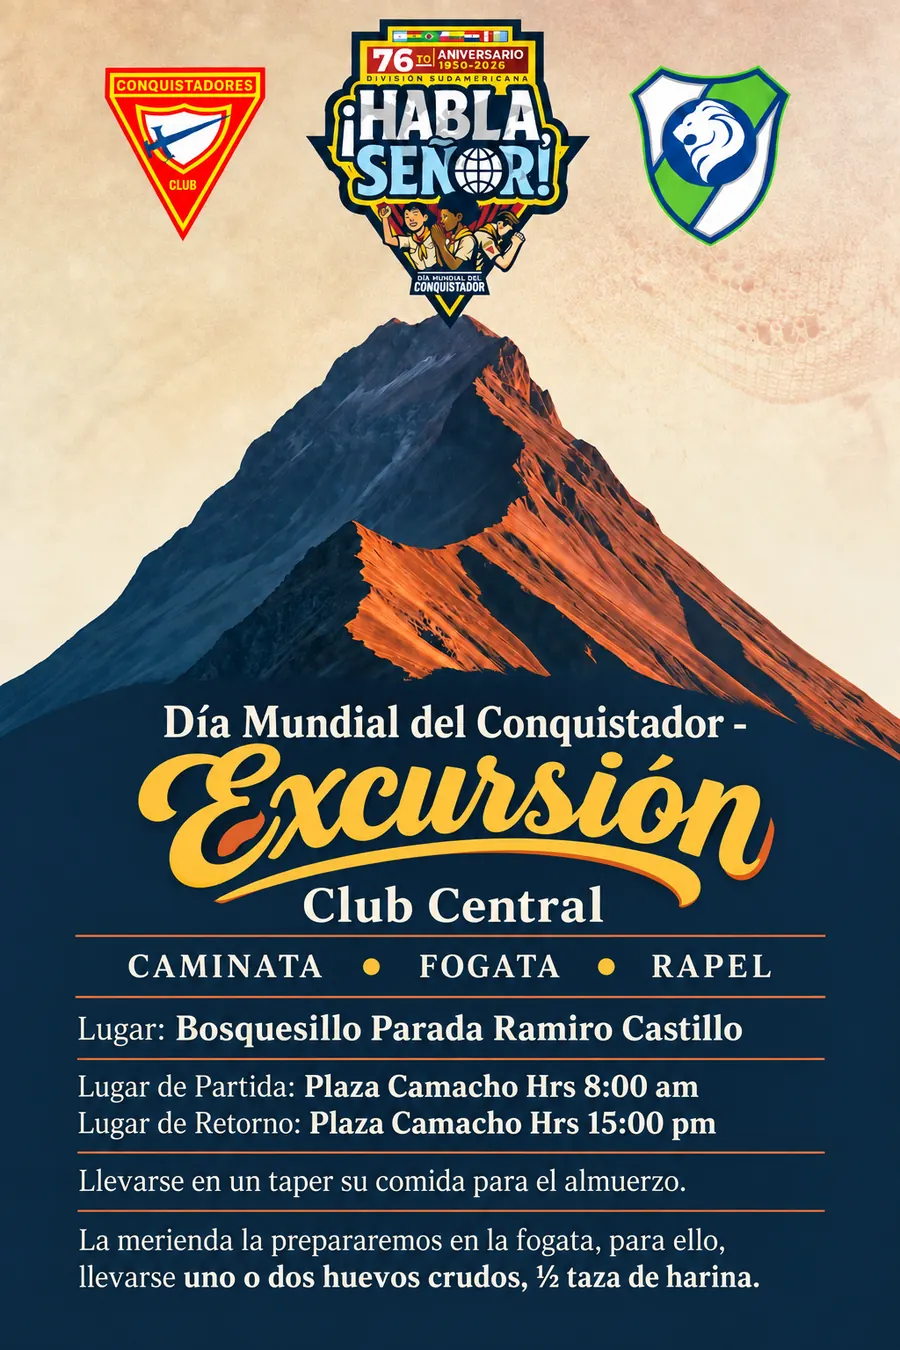 CONQUISTADORES
CLUB
76TO ANIVERSARIO
1950-2026
DIVISIÓN SUDAMERICANA
¡HABLA,
SEÑOR!
DÍA MUNDIAL DEL
CONQUISTADOR
Día Mundial del Conquistador -
Excursión
Club Central
CAMINATA • FOGATA • RAPEL
Lugar: Bosquesillo Parada Ramiro Castillo
Lugar de Partida: Plaza Camacho Hrs 8:00 am
Lugar de Retorno: Plaza Camacho Hrs 15:00 pm
Llevarse en un taper su comida para el almuerzo.
La merienda la prepararemos en la fogata, para ello,
llevarse uno o dos huevos crudos, ½ taza de harina.